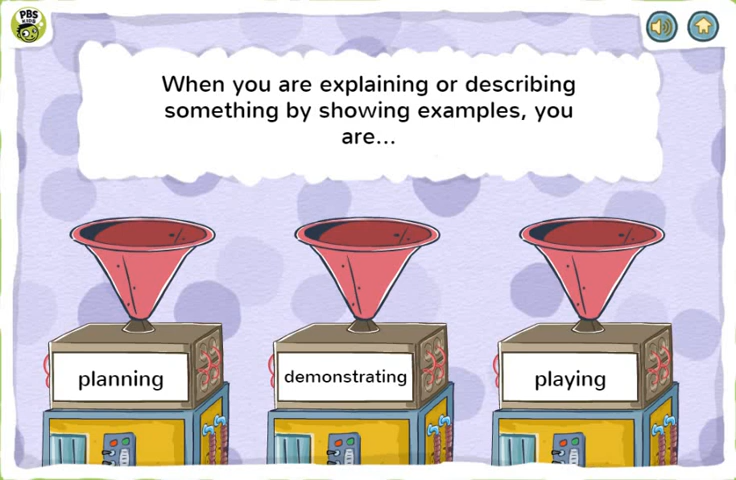 PBS
KIDS
When you are explaining or describing
something by showing examples, you
are...
planning
demonstrating
playing